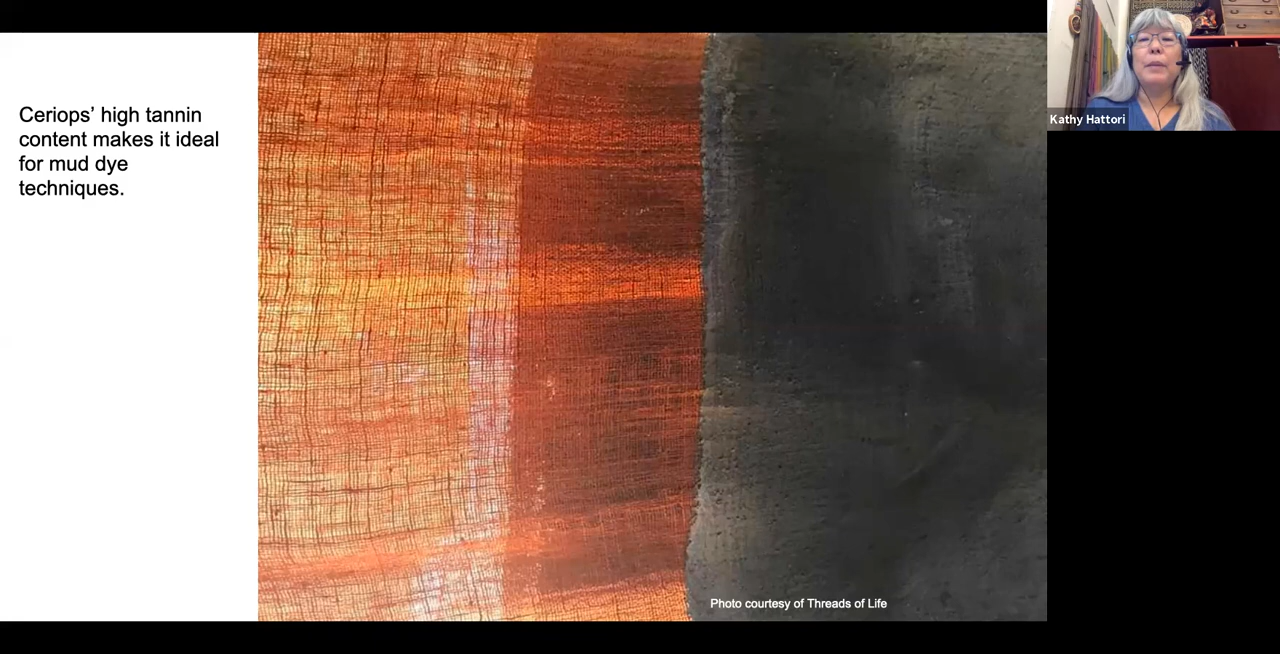 Ceriops’ high tannin
content makes it ideal
for mud dye
techniques.
Kathy Hattori
Photo courtesy of Threads of Life